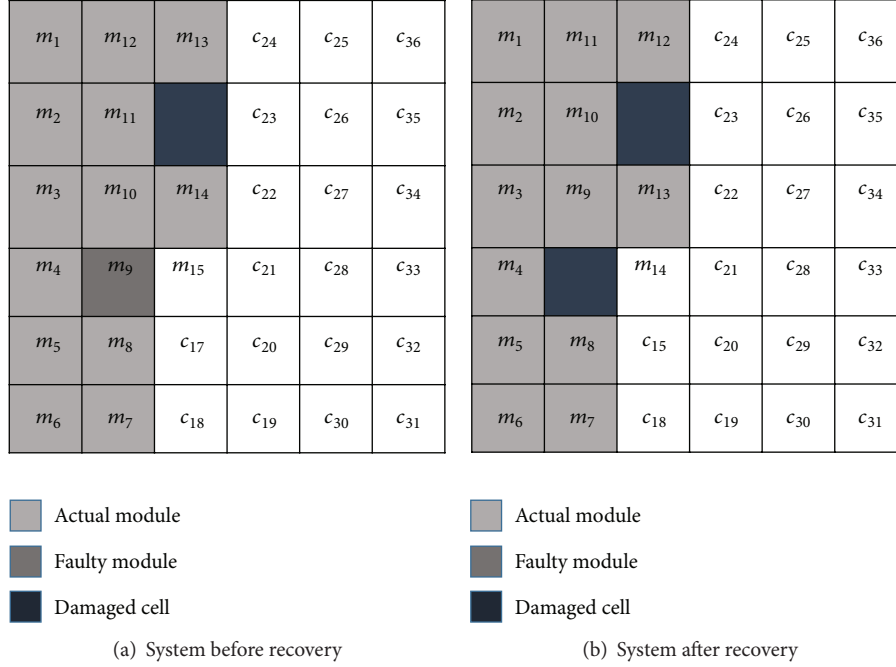 m₁ m₁₂ m₁₃ c₂₄ c₂₅ c₃₆
m₂ m₁₁ c₂₃ c₂₆ c₃₅
m₃ m₁₀ m₁₄ c₂₂ c₂₇ c₃₄
m₄ m₉ m₁₅ c₂₁ c₂₈ c₃₃
m₅ m₈ c₁₇ c₂₀ c₂₉ c₃₂
m₆ m₇ c₁₈ c₁₉ c₃₀ c₃₁
Actual module
Faulty module
Damaged cell
(a) System before recovery
m₁ m₁₁ m₁₂ c₂₄ c₂₅ c₃₆
m₂ m₁₀ c₂₃ c₂₆ c₃₅
m₃ m₉ m₁₃ c₂₂ c₂₇ c₃₄
m₄ m₁₄ c₂₁ c₂₈ c₃₃
m₅ m₈ c₁₅ c₂₀ c₂₉ c₃₂
m₆ m₇ c₁₈ c₁₉ c₃₀ c₃₁
Actual module
Faulty module
Damaged cell
(b) System after recovery